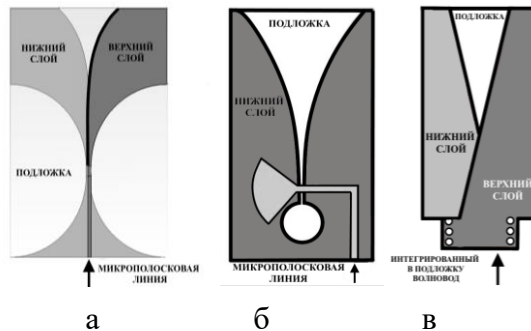 НИЖНИЙ
СЛОЙ
ВЕРХНИЙ
СЛОЙ
ПОДЛОЖКА
МИКРОПОЛОСКОВАЯ
ЛИНИЯ
а
ПОДЛОЖКА
НИЖНИЙ
СЛОЙ
МИКРОПОЛОСКОВАЯ
ЛИНИЯ
б
ПОДЛОЖКА
НИЖНИЙ
СЛОЙ
ВЕРХНИЙ
СЛОЙ
ИНТЕГРИРОВАННЫЙ
В ПОДЛОЖКУ
ВОЛНОВОД
в